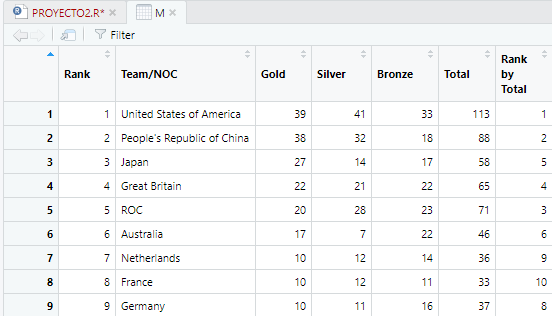 PROYECTO2.R* M
Filter
Rank Team/NOC Gold Silver Bronze Total Rank by Total
1 1 United States of America 39 41 33 113 1
2 2 People's Republic of China 38 32 18 88 2
3 3 Japan 27 14 17 58 5
4 4 Great Britain 22 21 22 65 4
5 5 ROC 20 28 23 71 3
6 6 Australia 17 7 22 46 6
7 7 Netherlands 10 12 14 36 9
8 8 France 10 12 11 33 10
9 9 Germany 10 11 16 37 8